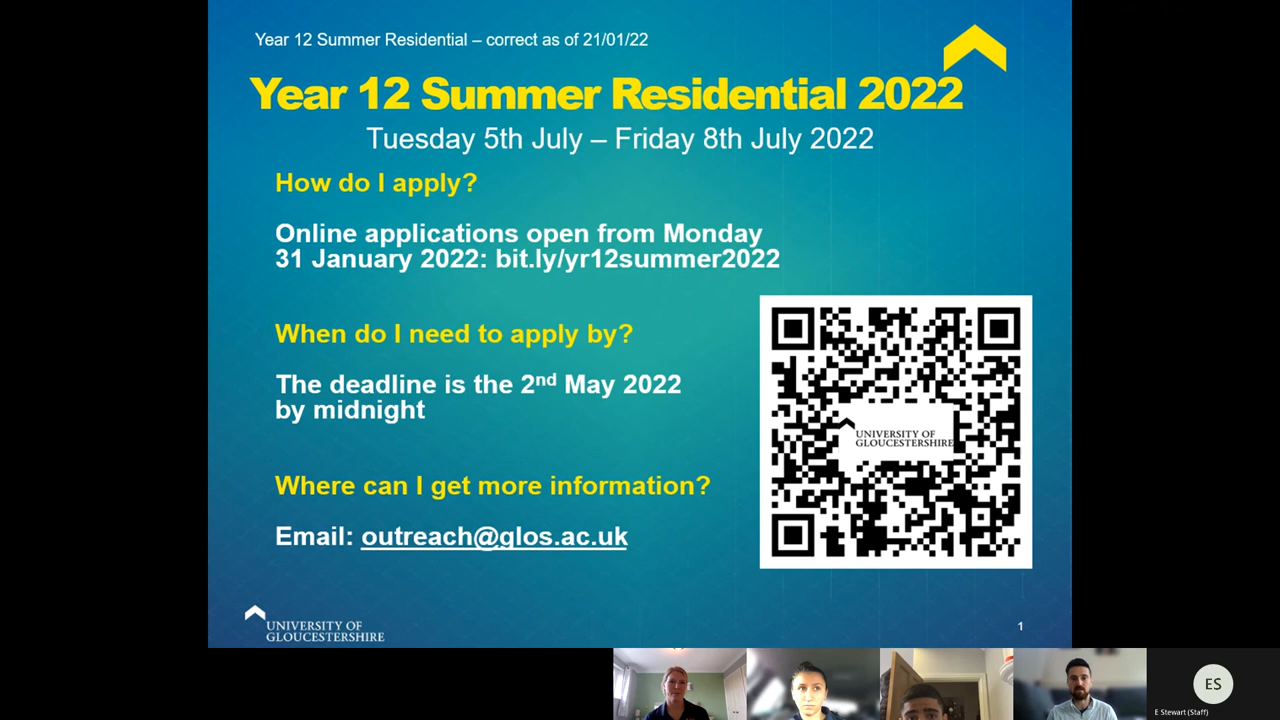 Year 12 Summer Residential – correct as of 21/01/22
Year 12 Summer Residential 2022
Tuesday 5th July – Friday 8th July 2022
How do I apply?
Online applications open from Monday
31 January 2022: bit.ly/yr12summer2022
When do I need to apply by?
The deadline is the 2nd May 2022
by midnight
UNIVERSITY OF
GLOUCESTERSHIRE
Where can I get more information?
Email: outreach@glos.ac.uk
UNIVERSITY OF
GLOUCESTERSHIRE
1
ES
E Stewart (Staff)